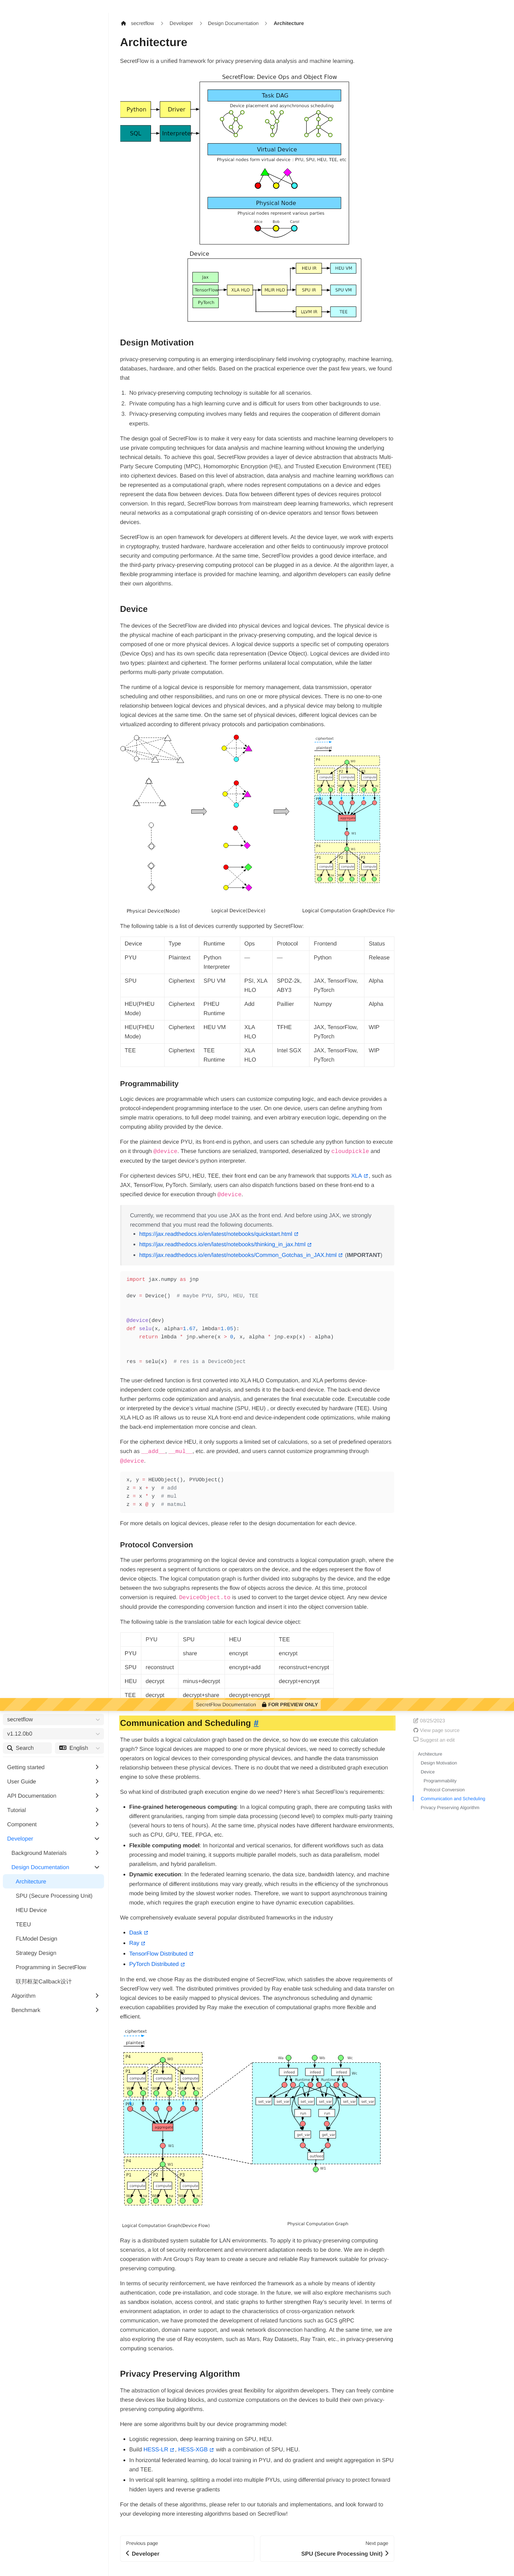 secretflow > Developer > Design Documentation > Architecture
Architecture
SecretFlow is a unified framework for privacy preserving data analysis and machine learning.
SecretFlow: Device Ops and Object Flow
Task DAG
Device placement and asynchronous scheduling
Python
Driver
SQL
Interpreter
Virtual Device
Physical nodes form virtual device : PYU, SPU, HEU, TEE, etc
Physical Node
Physical nodes represent various parties
Alice Bob Carol
Device
Jax
TensorFlow
PyTorch
XLA HLO
MLIR HLO
HEU IR
HEU VM
SPU IR
SPU VM
LLVM IR
TEE
Design Motivation
privacy-preserving computing is an emerging interdisciplinary field involving cryptography, machine learning,
databases, hardware, and other fields. Based on the practical experience over the past few years, we found
that
1. No privacy-preserving computing technology is suitable for all scenarios.
2. Private computing has a high learning curve and is difficult for users from other backgrounds to use.
3. Privacy-preserving computing involves many fields and requires the cooperation of different domain
experts.
The design goal of SecretFlow is to make it very easy for data scientists and machine learning developers to
use private computing techniques for data analysis and machine learning without knowing the underlying
technical details. To achieve this goal, SecretFlow provides a layer of device abstraction that abstracts Multi-
Party Secure Computing (MPC), Homomorphic Encryption (HE), and Trusted Execution Environment (TEE)
into ciphertext devices. Based on this level of abstraction, data analysis and machine learning workflows can
be represented as a computational graph, where nodes represent computations on a device and edges
represent the data flow between devices. Data flow between different types of devices requires protocol
conversion. In this regard, SecretFlow borrows from mainstream deep learning frameworks, which represent
neural networks as a computational graph consisting of on-device operators and tensor flows between
devices.
SecretFlow is an open framework for developers at different levels. At the device layer, we work with experts
in cryptography, trusted hardware, hardware acceleration and other fields to continuously improve protocol
security and computing performance. At the same time, SecretFlow provides a good device interface, and
the third-party privacy-preserving computing protocol can be plugged in as a device. At the algorithm layer, a
flexible programming interface is provided for machine learning, and algorithm developers can easily define
their own algorithms.
Device
The devices of the SecretFlow are divided into physical devices and logical devices. The physical device is
the physical machine of each participant in the privacy-preserving computing, and the logical device is
composed of one or more physical devices. A logical device supports a specific set of computing operators
(Device Ops) and has its own specific data representation (Device Object). Logical devices are divided into
two types: plaintext and ciphertext. The former performs unilateral local computation, while the latter
performs multi-party private computation.
The runtime of a logical device is responsible for memory management, data transmission, operator
scheduling and other responsibilities, and runs on one or more physical devices. There is no one-to-one
relationship between logical devices and physical devices, and a physical device may belong to multiple
logical devices at the same time. On the same set of physical devices, different logical devices can be
virtualized according to different privacy protocols and participation combinations.
ciphertext
plaintext
P4
W0
P1 P2 P3
compute compute compute
PPU
aggregate
W3
P4
W1
P1 P2 P3
compute compute compute
Physical Device(Node)
Logical Device(Device)
Logical Computation Graph(Device Flow
The following table is a list of devices currently supported by SecretFlow:
Device Type Runtime Ops Protocol Frontend Status
PYU Plaintext Python Interpreter — — Python Release
SPU Ciphertext SPU VM PSI, XLA HLO SPDZ-2k, ABY3 JAX, TensorFlow, PyTorch Alpha
HEU(PHEU Mode) Ciphertext PHEU Runtime Add Paillier Numpy Alpha
HEU(FHEU Mode) Ciphertext HEU VM XLA HLO TFHE JAX, TensorFlow, PyTorch WIP
TEE Ciphertext TEE Runtime XLA HLO Intel SGX JAX, TensorFlow, PyTorch WIP
Programmability
Logic devices are programmable which users can customize computing logic, and each device provides a
protocol-independent programming interface to the user. On one device, users can define anything from
simple matrix operations, to full deep model training, and even arbitrary execution logic, depending on the
computing ability provided by the device.
For the plaintext device PYU, its front-end is python, and users can schedule any python function to execute
on it through @device. These functions are serialized, transported, deserialized by cloudpickle and
executed by the target device's python interpreter.
For ciphertext devices SPU, HEU, TEE, their front end can be any framework that supports XLA, such as
JAX, TensorFlow, PyTorch. Similarly, users can also dispatch functions based on these front-end to a
specified device for execution through @device.
Currently, we recommend that you use JAX as the front end. And before using JAX, we strongly
recommend that you must read the following documents.
• https://jax.readthedocs.io/en/latest/notebooks/quickstart.html
• https://jax.readthedocs.io/en/latest/notebooks/thinking_in_jax.html
• https://jax.readthedocs.io/en/latest/notebooks/Common_Gotchas_in_JAX.html (IMPORTANT)
import jax.numpy as jnp
dev = Device() # maybe PYU, SPU, HEU, TEE
@device(dev)
def selu(x, alpha=1.67, lmbda=1.05):
return lmbda * jnp.where(x > 0, x, alpha * jnp.exp(x) - alpha)
res = selu(x) # res is a DeviceObject
The user-defined function is first converted into XLA HLO Computation, and XLA performs device-
independent code optimization and analysis, and sends it to the back-end device. The back-end device
further performs code optimization and analysis, and generates the final executable code. Executable code
or interpreted by the device's virtual machine (SPU, HEU) , or directly executed by hardware (TEE). Using
XLA HLO as IR allows us to reuse XLA front-end and device-independent code optimizations, while making
the back-end implementation more concise and clean.
For the ciphertext device HEU, it only supports a limited set of calculations, so a set of predefined operators
such as __add__, __mul__, etc. are provided, and users cannot customize programming through
@device.
x, y = HEUObject(), PYUObject()
z = x + y # add
z = x * y # mul
z = x @ y # matmul
For more details on logical devices, please refer to the design documentation for each device.
Protocol Conversion
The user performs programming on the logical device and constructs a logical computation graph, where the
nodes represent a segment of functions or operators on the device, and the edges represent the flow of
device objects. The logical computation graph is further divided into subgraphs by the device, and the edge
between the two subgraphs represents the flow of objects across the device. At this time, protocol
conversion is required. DeviceObject.to is used to convert to the target device object. Any new device
should provide the corresponding conversion function and insert it into the object conversion table.
The following table is the translation table for each logical device object:
PYU SPU HEU TEE
PYU share encrypt encrypt
SPU reconstruct encrypt+add reconstruct+encrypt
HEU decrypt minus+decrypt decrypt+encrypt
TEE decrypt decrypt+share decrypt+encrypt
SecretFlow Documentation FOR PREVIEW ONLY
secretflow
v1.12.0b0
Search
English
Getting started
User Guide
API Documentation
Tutorial
Component
Developer
Background Materials
Design Documentation
Architecture
SPU (Secure Processing Unit)
HEU Device
TEEU
FLModel Design
Strategy Design
Programming in SecretFlow
联邦框架Callback设计
Algorithm
Benchmark
Communication and Scheduling #
The user builds a logical calculation graph based on the logical device, so how do we execute this calculation
graph? Since logical devices are mapped to one or more physical devices, we need to schedule operators on
logical devices to their corresponding physical devices, and handle the data transmission
relationships between these physical devices. There is no doubt that we need a distributed graph execution
engine to solve these problems.
So what kind of distributed graph execution engine do we need? Here's what SecretFlow's requirements:
• Fine-grained heterogeneous computing: In a logical computation graph, there are computing tasks with
different granularities, ranging from simple data processing (second level) to complex multi-party training
(several hours to tens of hours). At the same time, physical nodes have different hardware environments,
such as CPU, GPU, TEE, FPGA, etc.
• Flexible computing model: In horizontal and vertical scenarios, for different workflows such as data
processing and model training, it supports multiple parallel models, such as data parallelism, model
parallelism, and hybrid parallelism.
• Dynamic execution: In the federated learning scenario, the data size, bandwidth latency, and machine
performance of different institutions may vary greatly, which results in the efficiency of the synchronous
mode being limited by the slowest worker nodes. Therefore, we want to support asynchronous training
mode, which requires the graph execution engine to have dynamic execution capabilities.
We comprehensively evaluate several popular distributed frameworks in the industry
• Dask
• Ray
• TensorFlow Distributed
• PyTorch Distributed
In the end, we chose Ray as the distributed engine of SecretFlow, which satisfies the above requirements of
SecretFlow very well. The distributed primitives provided by Ray enable task scheduling and data transfer on
logical devices to be easily mapped to physical devices. The asynchronous scheduling and dynamic
execution capabilities provided by Ray make the execution of computational graphs more flexible and
efficient.
ciphertext
plaintext
P4
W0
P1 P2 P3
compute compute compute
PPU
aggregate
W3
P4
W1
P1 P2 P3
compute compute compute
infeed infeed infeed
Runtime Runtime
set_var set_var set_var set_var set_var set_var
run run
get_var get_var
outfeed
W3
Logical Computation Graph(Device Flow)
Physical Computation Graph
Ray is a distributed system suitable for LAN environments. To apply it to privacy-preserving computing
scenarios, a lot of security reinforcement and environment adaptation needs to be done. We are in-depth
cooperation with Ant Group's Ray team to create a secure and reliable Ray framework suitable for privacy-
preserving computing.
In terms of security reinforcement, we have reinforced the framework as a whole by means of identity
authentication, code pre-installation, and code storage. In the future, we will also explore mechanisms such
as sandbox isolation, access control, and static graphs to further strengthen Ray's security level. In terms of
environment adaptation, in order to adapt to the characteristics of cross-organization network
communication, we have promoted the development of related functions such as GCS gRPC
communication, domain name support, and weak network disconnection handling. At the same time, we are
also exploring the use of Ray ecosystem, such as Mars, Ray Datasets, Ray Train, etc., in privacy-preserving
computing scenarios.
Privacy Preserving Algorithm
The abstraction of logical devices provides great flexibility for algorithm developers. They can freely combine
these devices like building blocks, and customize computations on the devices to build their own privacy-
preserving computing algorithms.
Here are some algorithms built by our device programming model:
• Logistic regression, deep learning training on SPU, HEU.
• Build HESS-LR, HESS-XGB with a combination of SPU, HEU.
• In horizontal federated learning, do local training in PYU, and do gradient and weight aggregation in SPU
and TEE.
• In vertical split learning, splitting a model into multiple PYUs, using differential privacy to protect forward
hidden layers and reverse gradients
For the details of these algorithms, please refer to our tutorials and implementations, and look forward to
your developing more interesting algorithms based on SecretFlow!
Previous page
Developer
Next page
SPU (Secure Processing Unit)
View page source
Suggest an edit
Architecture
Design Motivation
Device
Programmability
Protocol Conversion
Communication and Scheduling
Privacy Preserving Algorithm